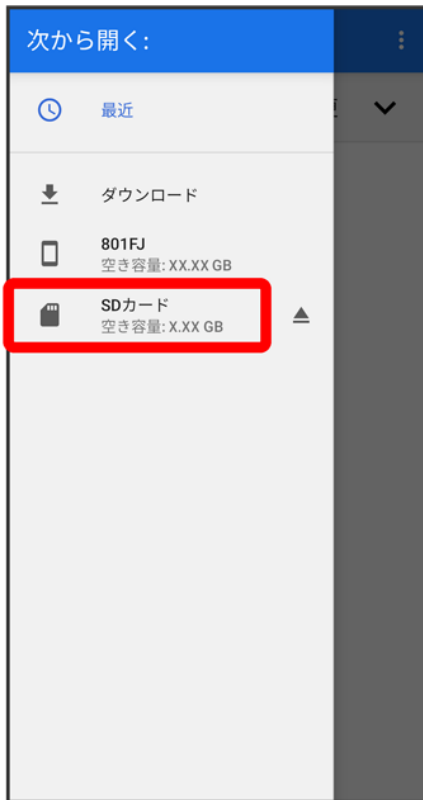 次から開く:
最近
ダウンロード
801FJ
空き容量: XX.XX GB
SDカード
空き容量: X.XX GB